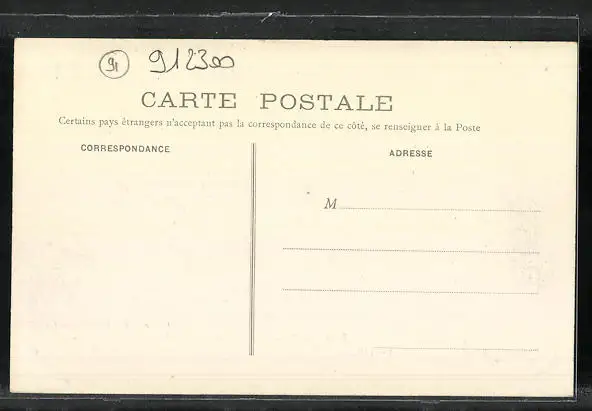 91 912300
CARTE POSTALE
Certains pays étrangers n'acceptant pas la correspondance de ce côté, se renseigner à la Poste
CORRESPONDANCE
ADRESSE
M